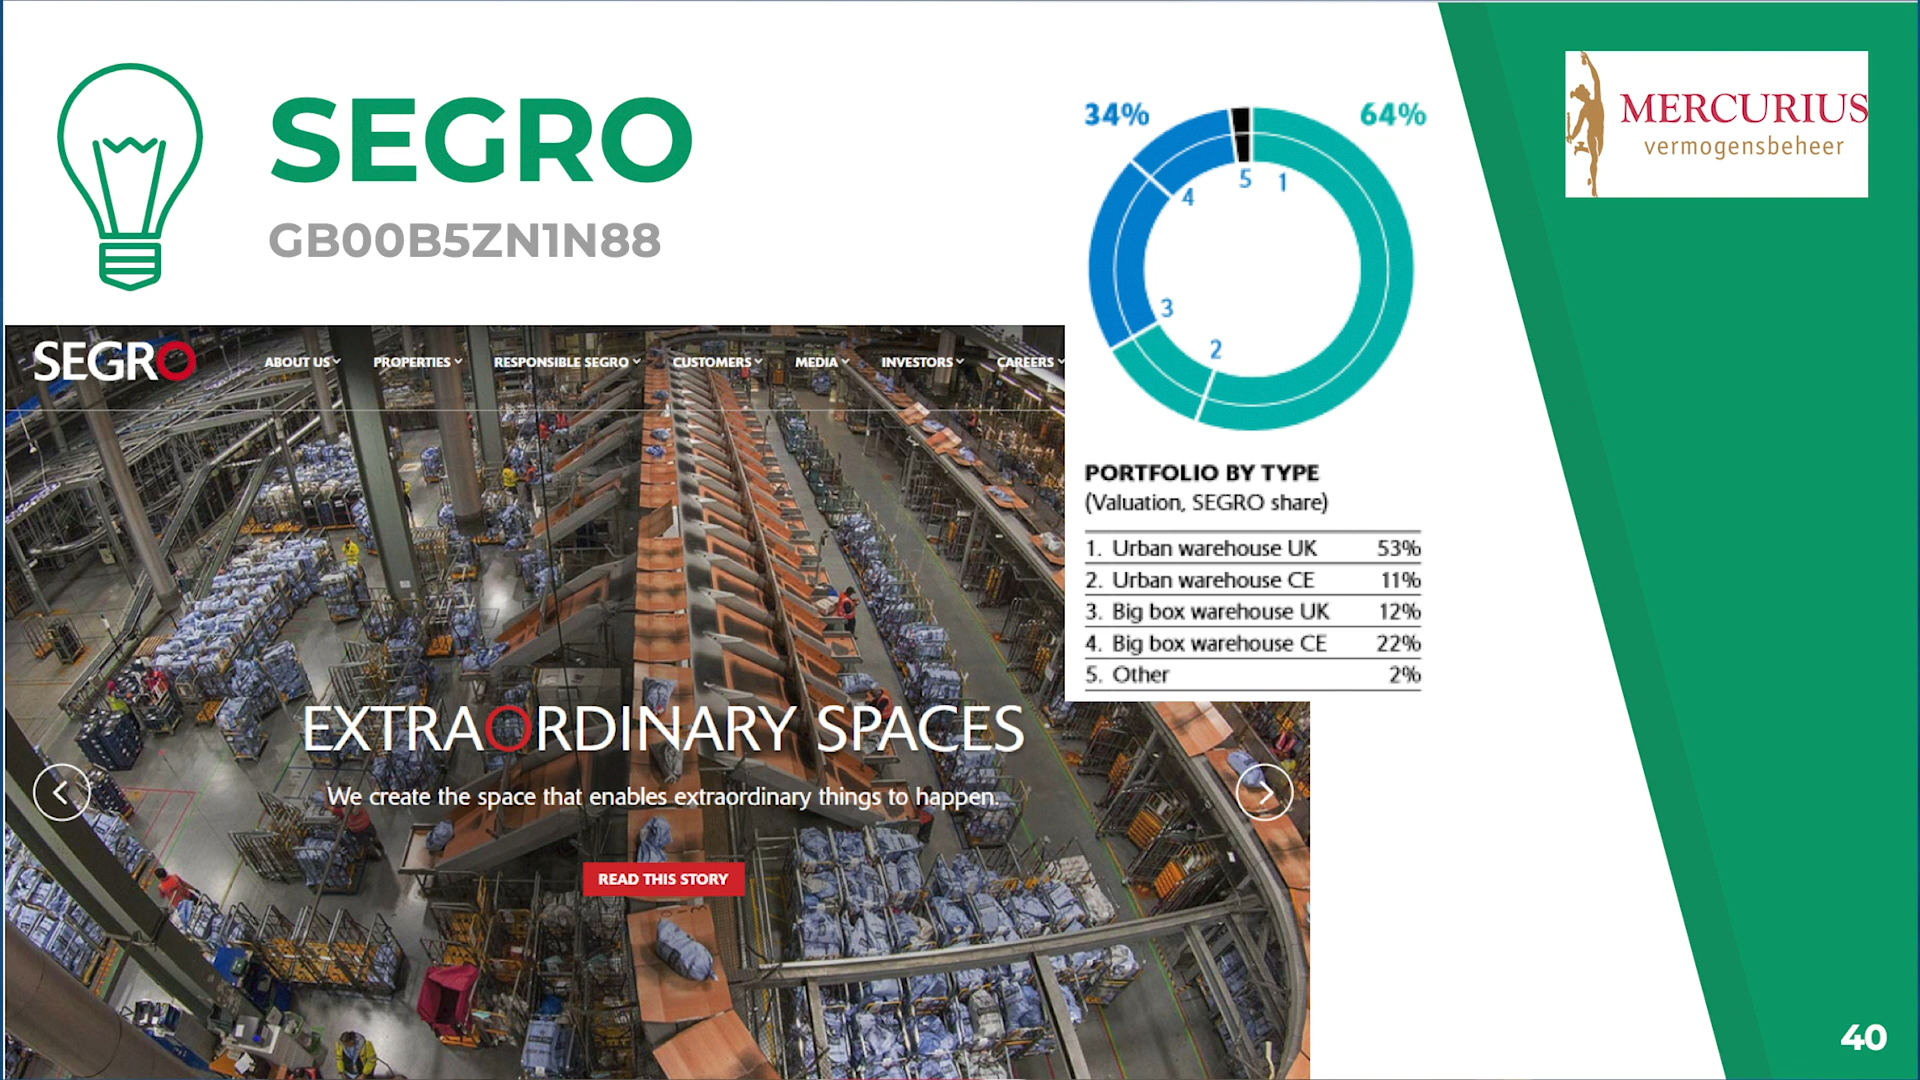 SEGRO
GB00B5ZN1N88
MERCURIUS
vermogensbeheer
34%
64%
5
1
4
3
2
PORTFOLIO BY TYPE
(Valuation, SEGRO share)
1. Urban warehouse UK 53%
2. Urban warehouse CE 11%
3. Big box warehouse UK 12%
4. Big box warehouse CE 22%
5. Other 2%
SEGRO
ABOUT US PROPERTIES RESPONSIBLE SEGRO CUSTOMERS MEDIA INVESTORS CAREERS
EXTRAORDINARY SPACES
We create the space that enables extraordinary things to happen.
READ THIS STORY
40